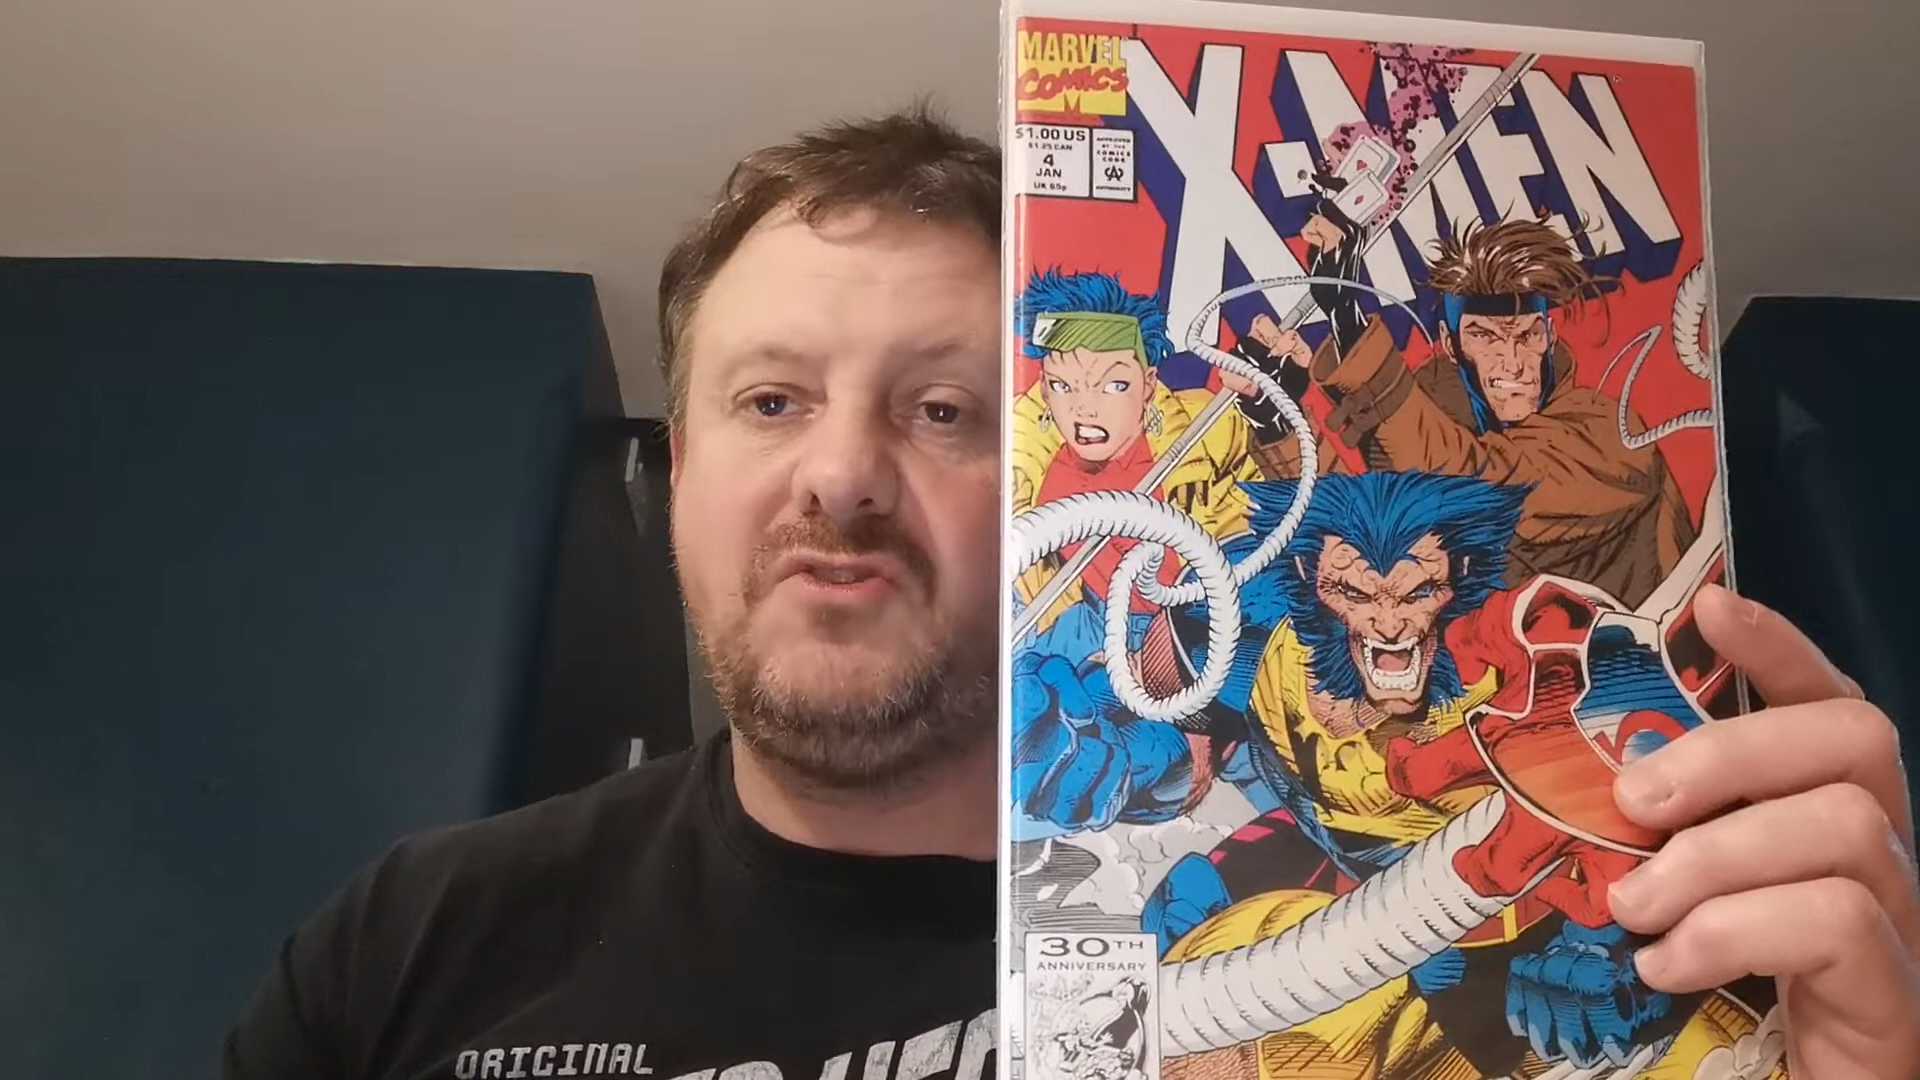 MARVEL
COMICS
M
X-MEN
$1.00 US
$1.25 CAN
4
JAN
UK 65p
APPROVED
BY THE
COMICS
CODE
CA
AUTHORITY
30TH
ANNIVERSARY
ORIGINAL